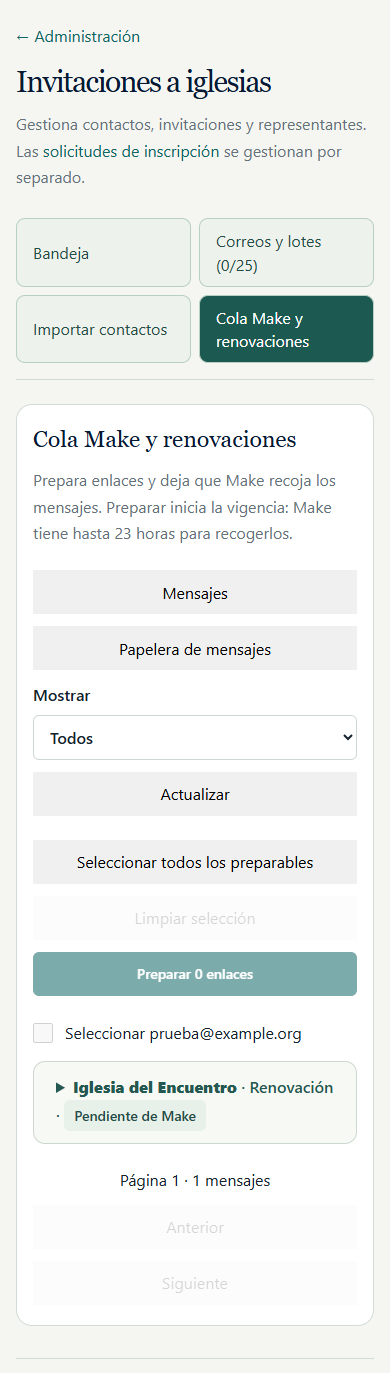 ← Administración
Invitaciones a iglesias
Gestiona contactos, invitaciones y representantes.
Las solicitudes de inscripción se gestionan por
separado.
Bandeja
Correos y lotes
(0/25)
Importar contactos
Cola Make y
renovaciones
Cola Make y renovaciones
Prepara enlaces y deja que Make recoja los
mensajes. Preparar inicia la vigencia: Make
tiene hasta 23 horas para recogerlos.
Mensajes
Papelera de mensajes
Mostrar
Todos
Actualizar
Seleccionar todos los preparables
Limpiar selección
Preparar 0 enlaces
Seleccionar prueba@example.org
▶ Iglesia del Encuentro · Renovación
· Pendiente de Make
Página 1 · 1 mensajes
Anterior
Siguiente